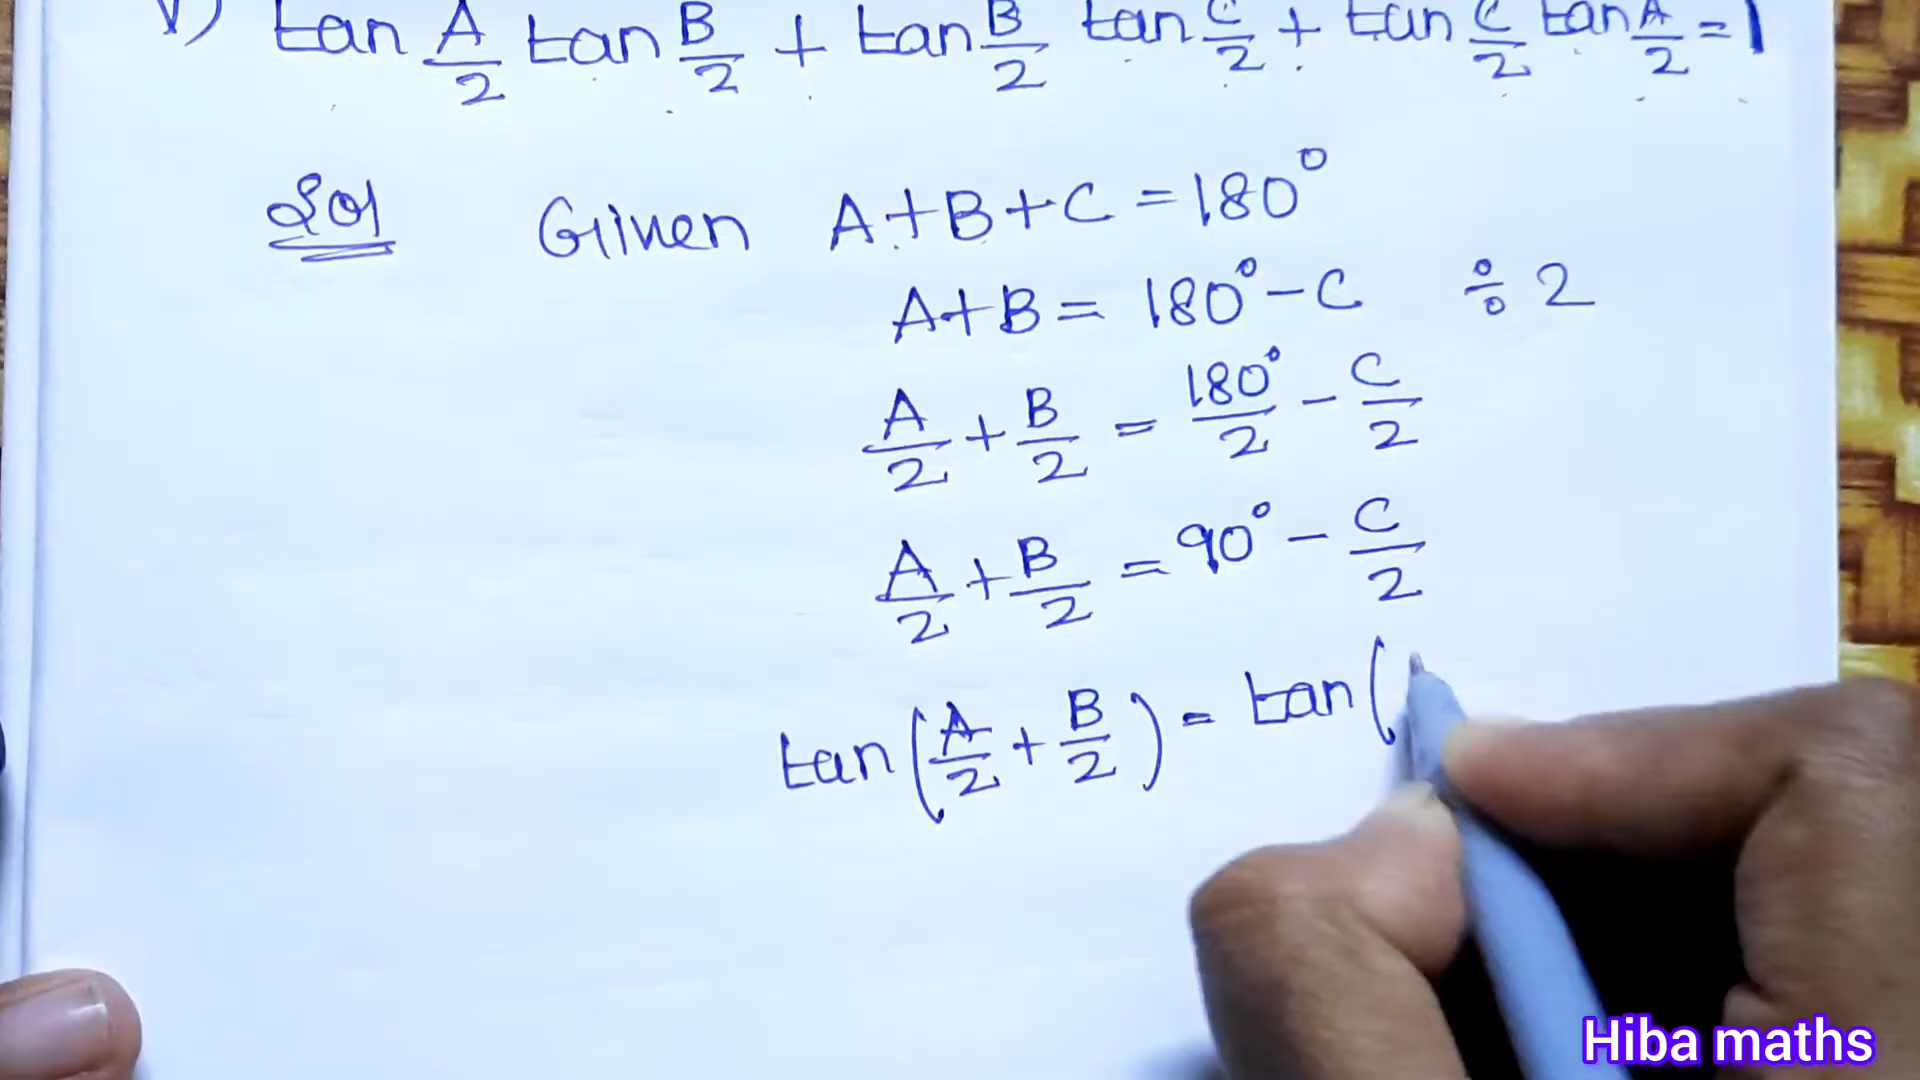 v) tan A/2 tan B/2 + tan B/2 tan C/2 + tan C/2 tan A/2 = 1
Sol Given A+B+C = 180°
A+B = 180° - C ÷ 2
A/2 + B/2 = 180°/2 - C/2
A/2 + B/2 = 90° - C/2
tan (A/2 + B/2) = tan (
Hiba maths